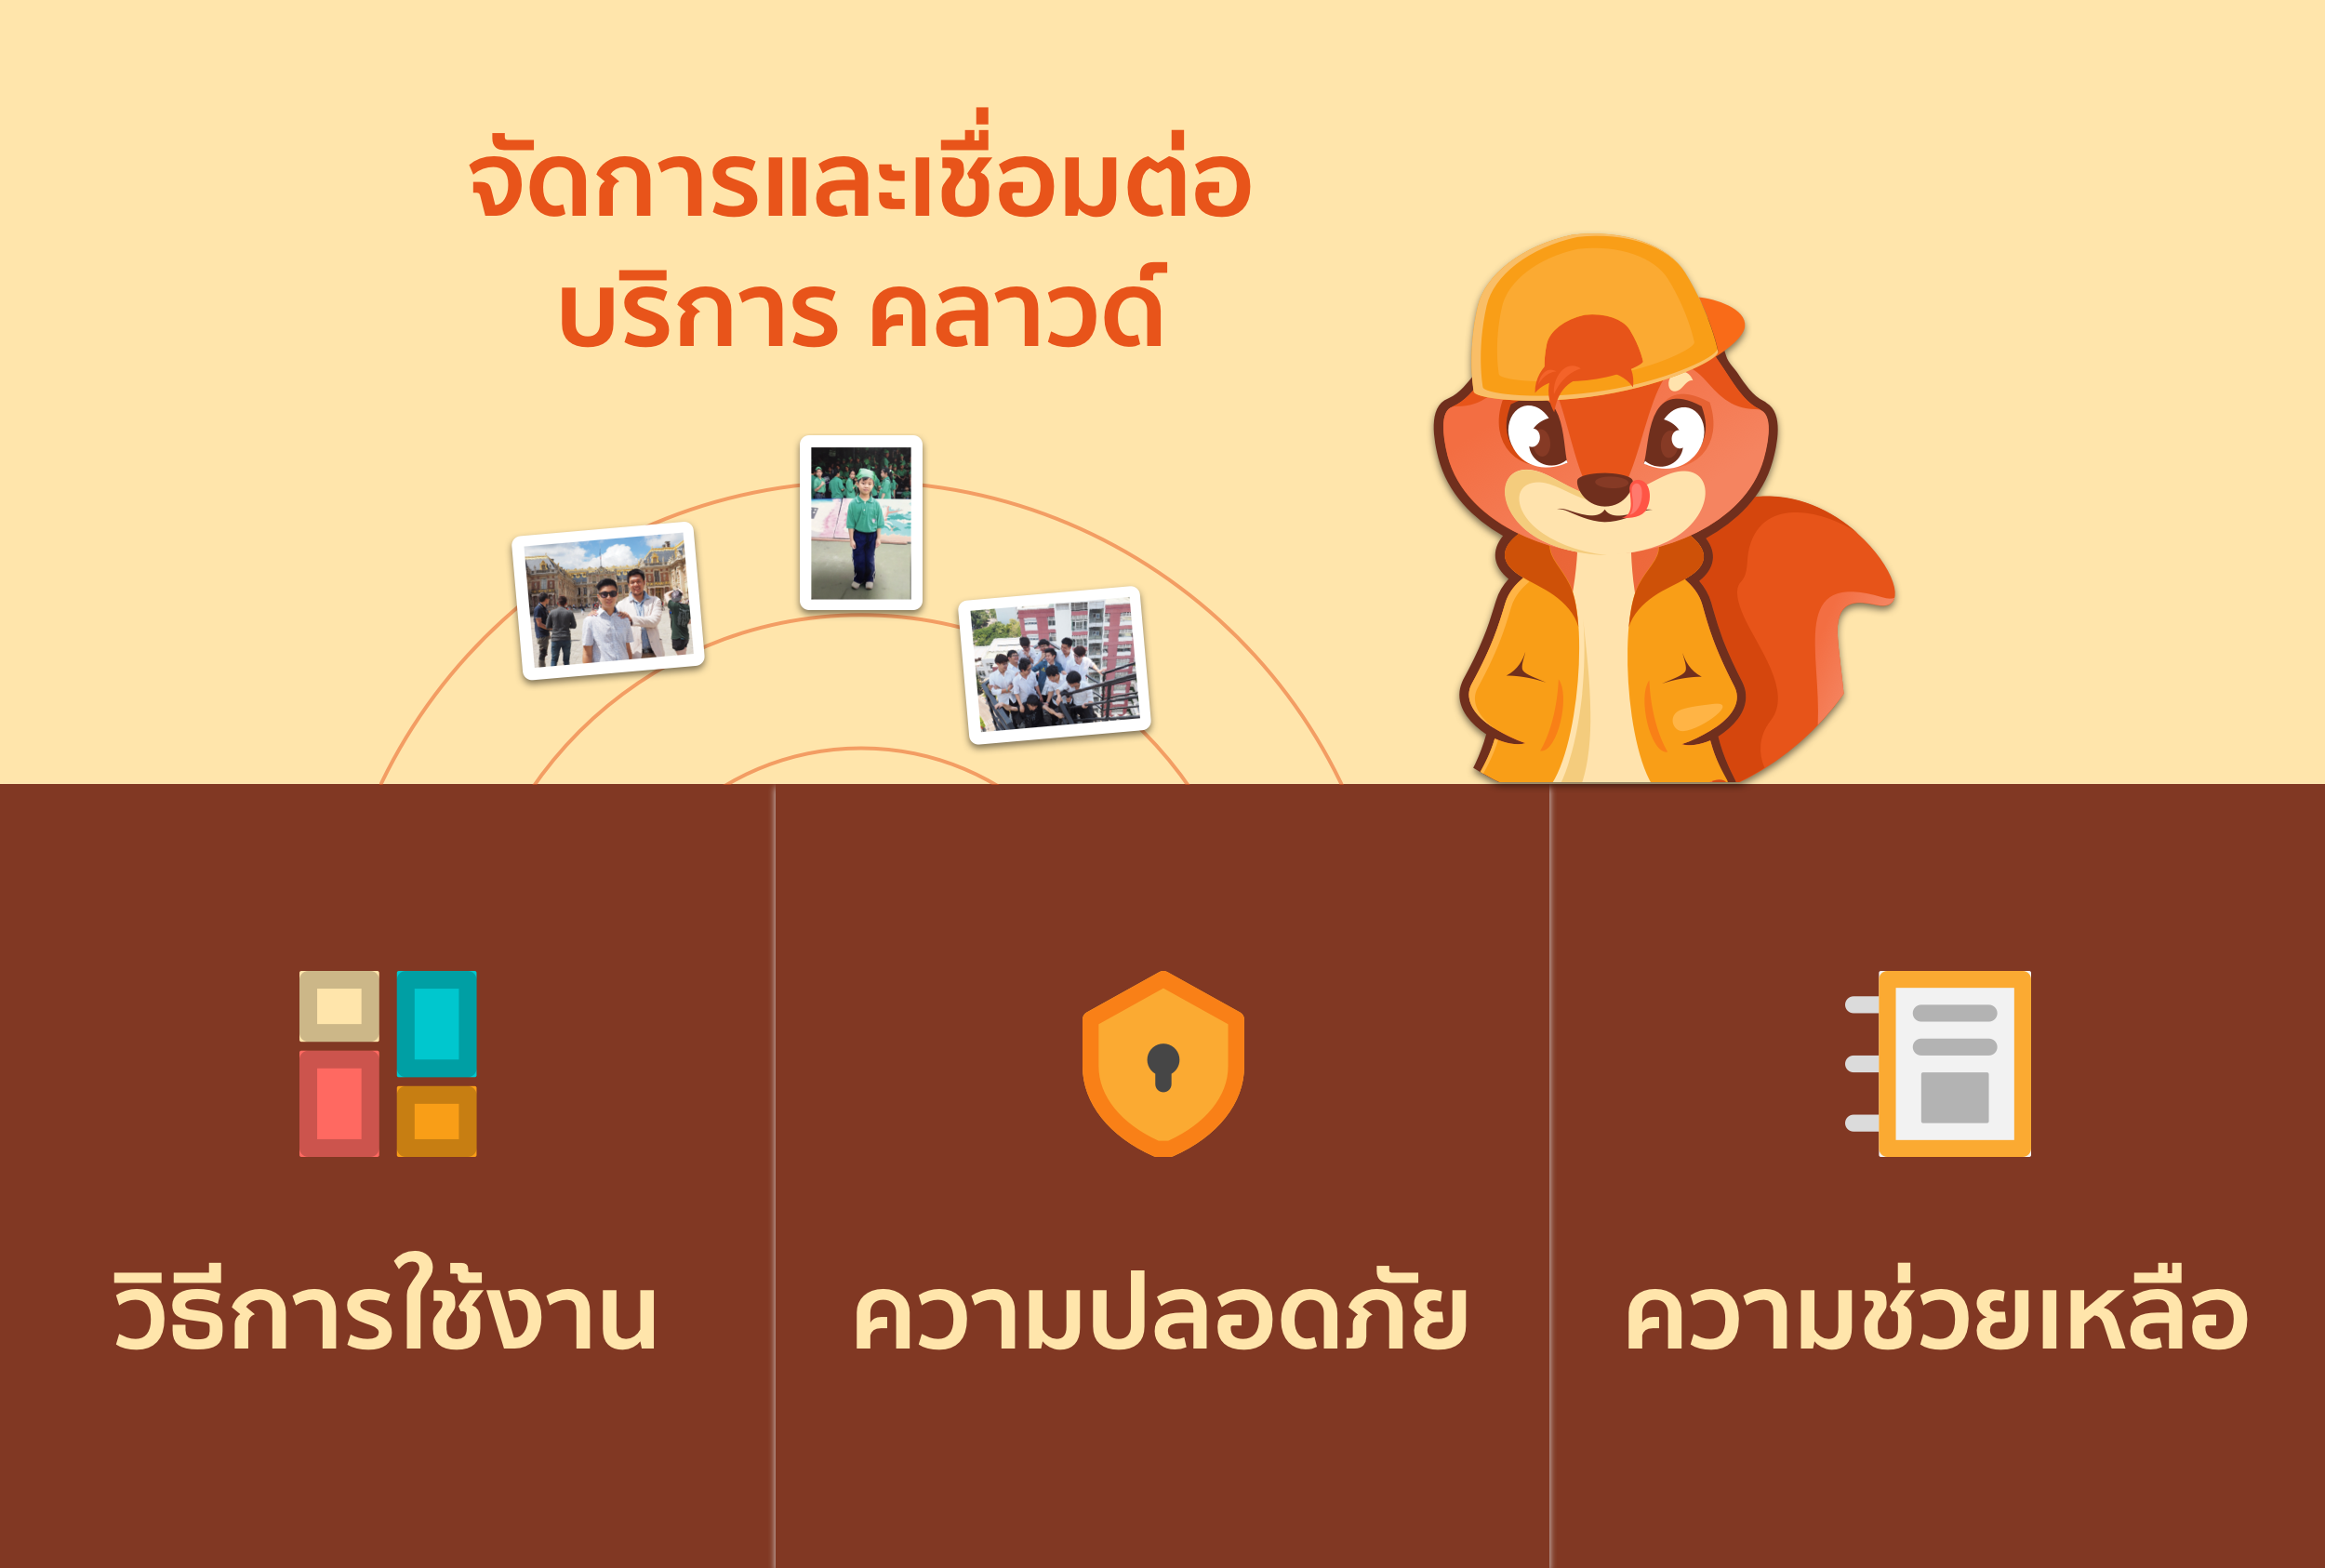 จัดการและเชื่อมต่อ
บริการ คลาวด์
วิธีการใช้งาน
ความปลอดภัย
ความช่วยเหลือ